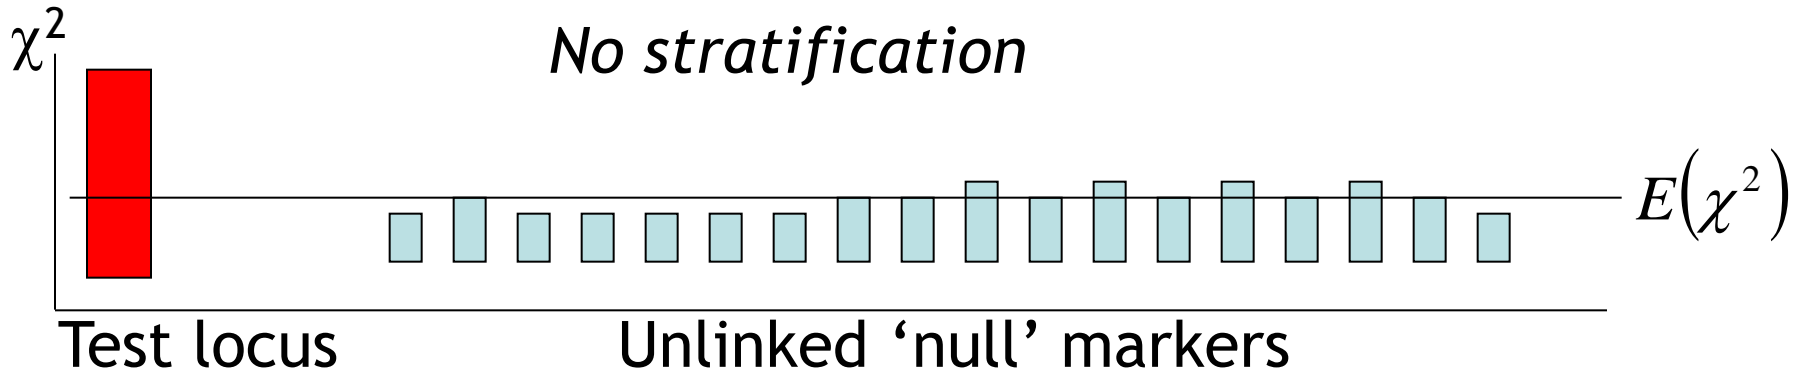 χ²
No stratification
E(χ²)
Test locus
Unlinked ‘null’ markers